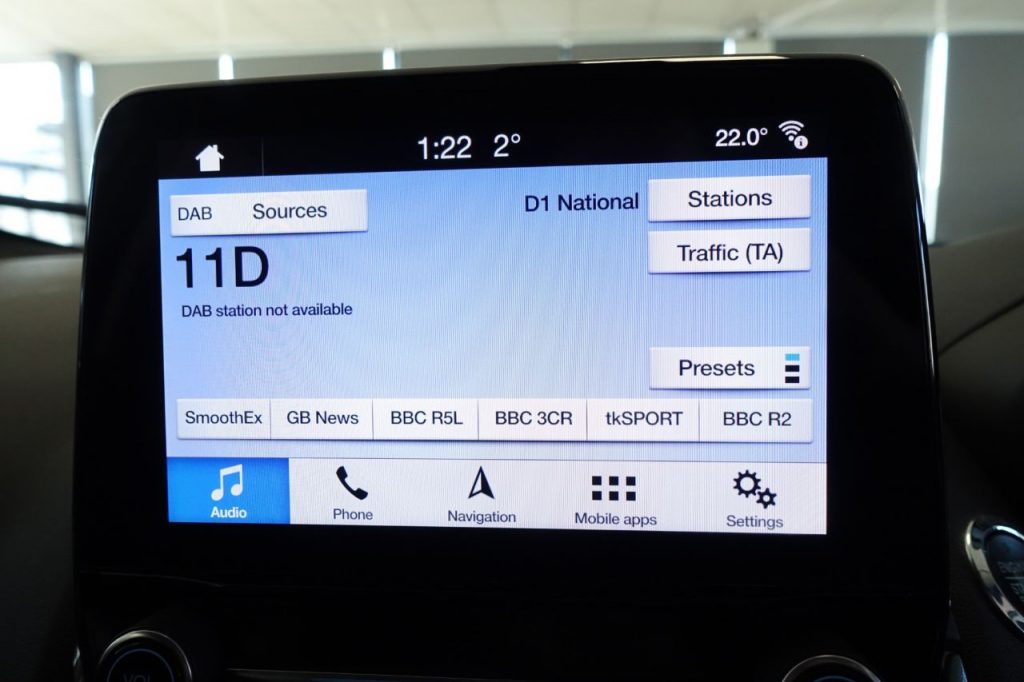 1:22 2° 22.0°
DAB Sources D1 National Stations
11D Traffic (TA)
DAB station not available
Presets
SmoothEx GB News BBC R5L BBC 3CR tkSPORT BBC R2
Audio Phone Navigation Mobile apps Settings
VOL